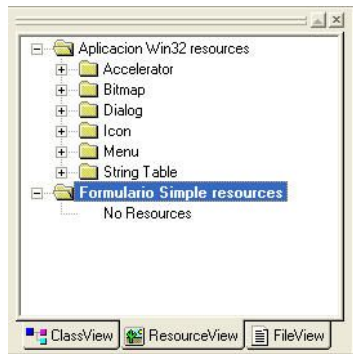 Aplicacion Win32 resources
Accelerator
Bitmap
Dialog
Icon
Menu
String Table
Formulario Simple resources
No Resources
ClassView ResourceView FileView